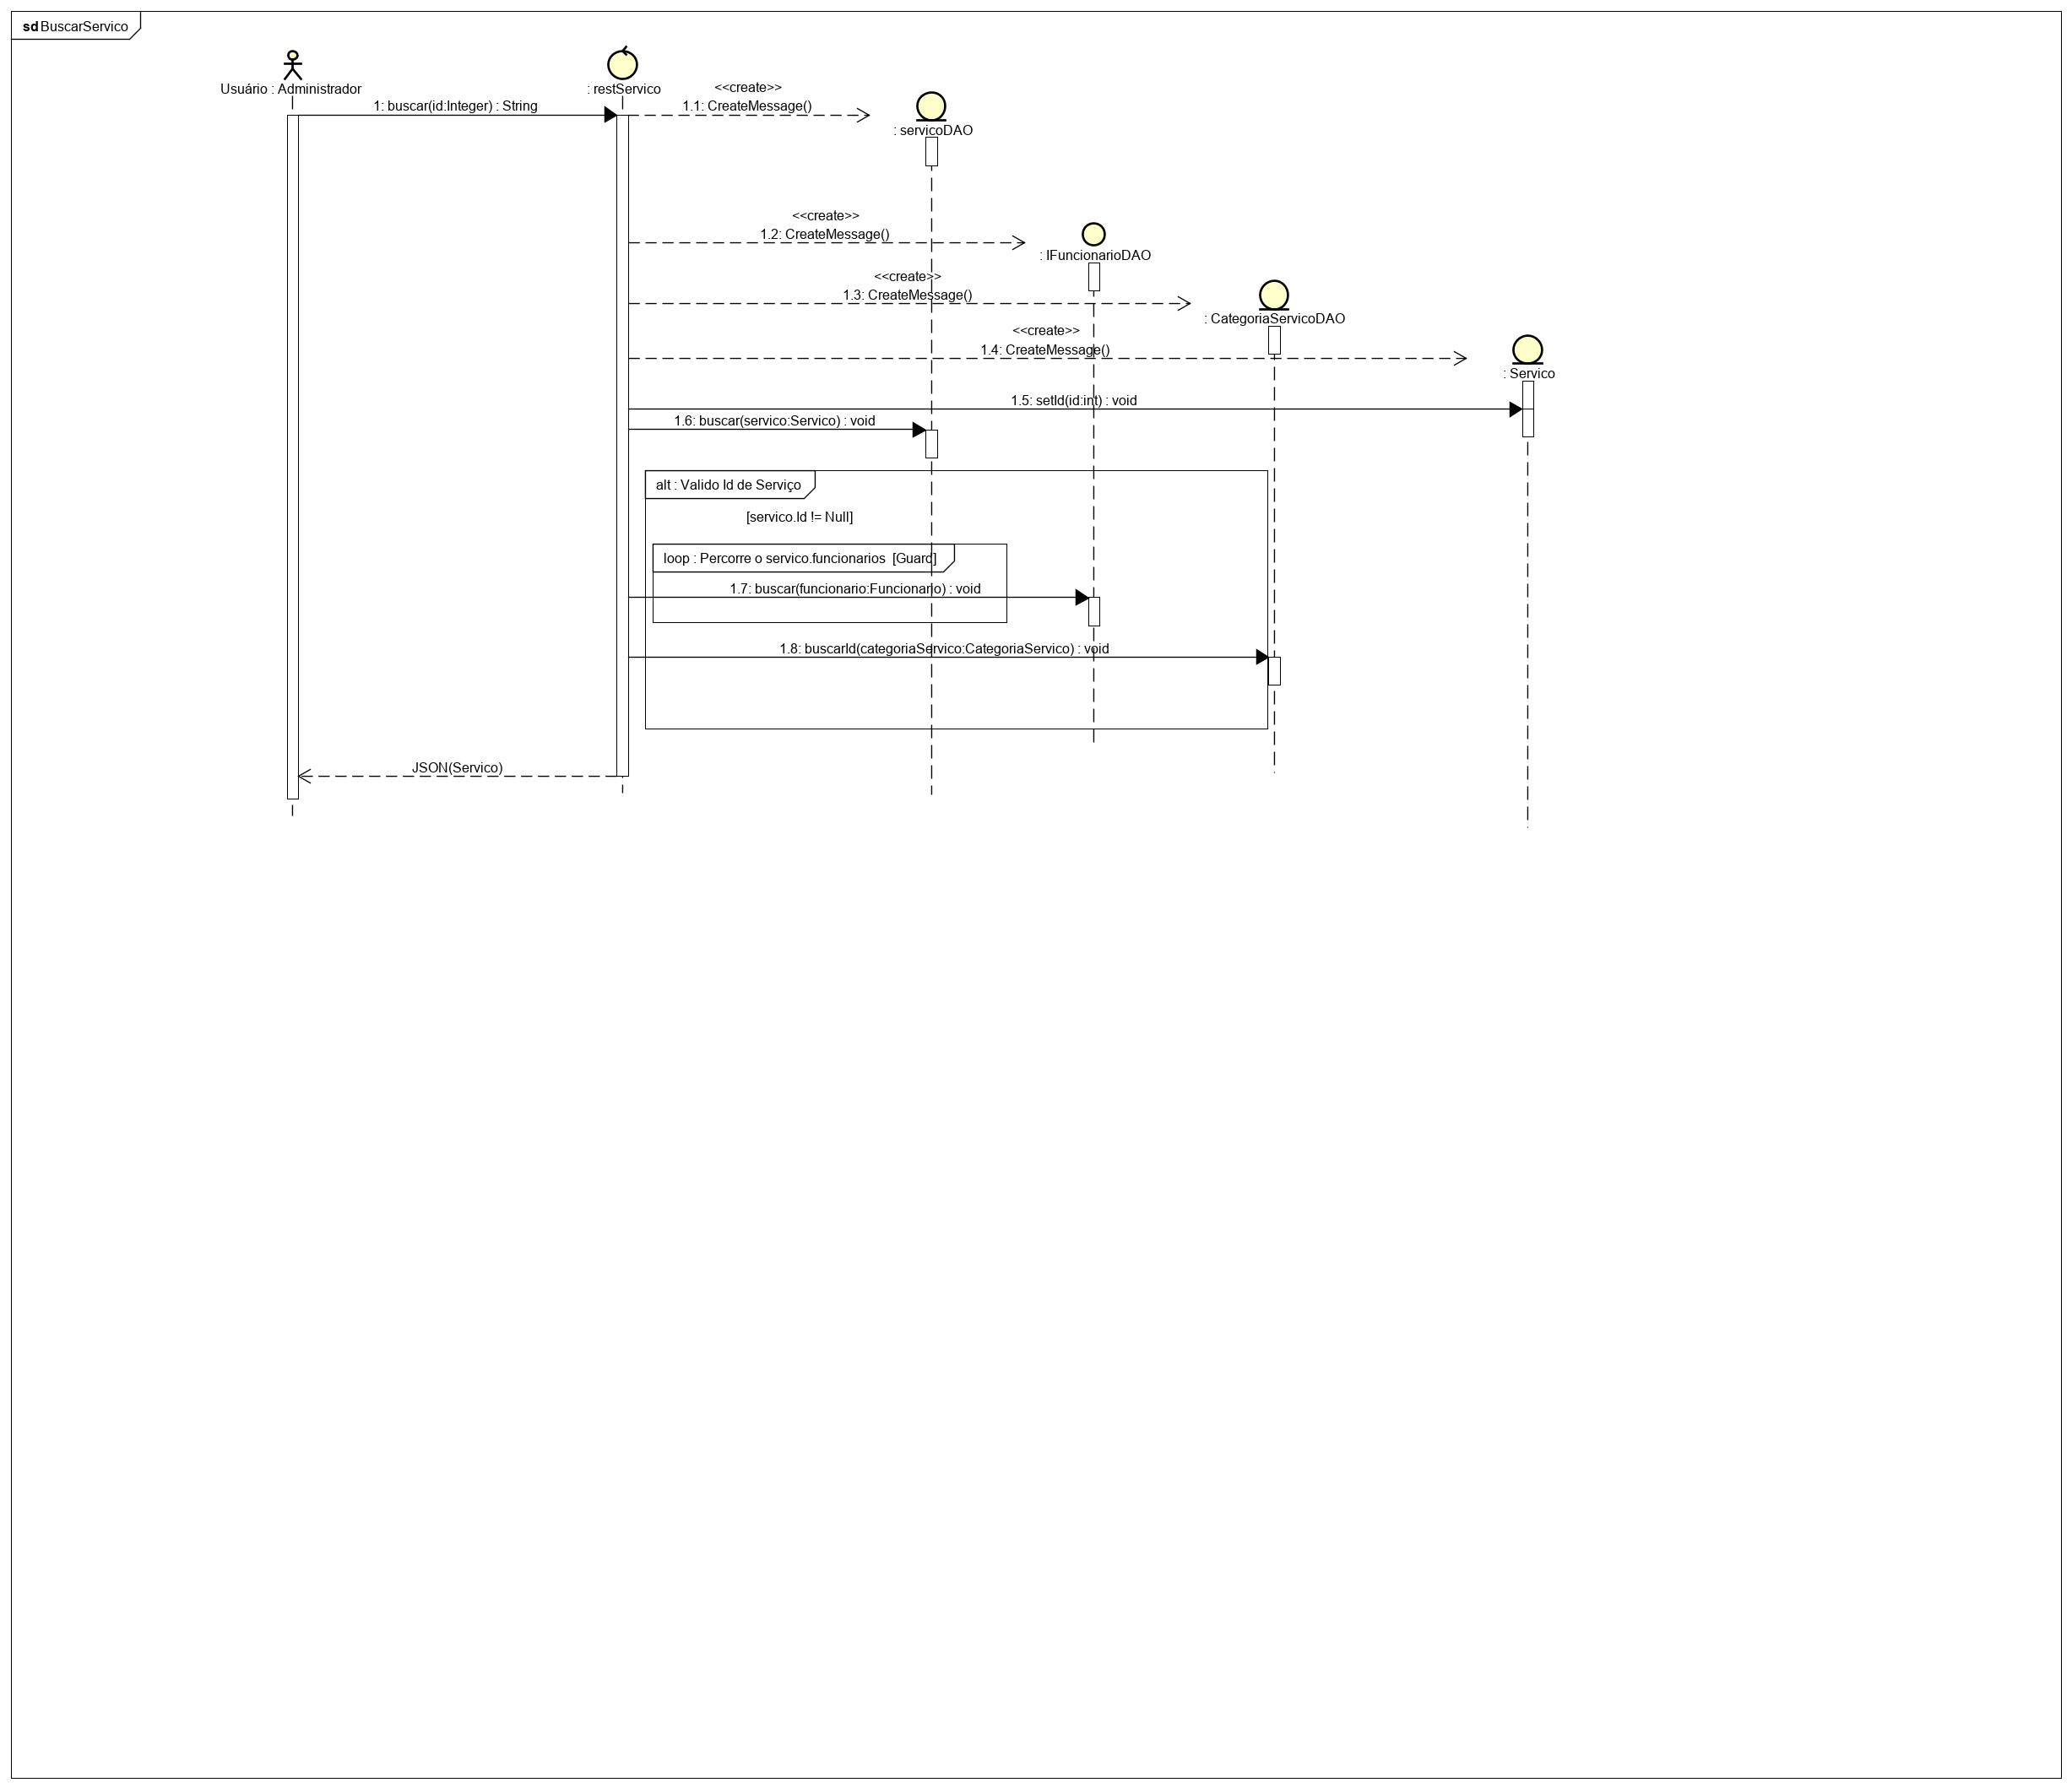 sd BuscarServico
Usuário : Administrador
: restServico
1: buscar(id:Integer) : String
<<create>>
1.1: CreateMessage()
: servicoDAO
<<create>>
1.2: CreateMessage()
: IFuncionarioDAO
<<create>>
1.3: CreateMessage()
: CategoriaServicoDAO
<<create>>
1.4: CreateMessage()
: Servico
1.5: setId(id:int) : void
1.6: buscar(servico:Servico) : void
alt : Valido Id de Serviço
[servico.Id != Null]
loop : Percorre o servico.funcionarios [Guard]
1.7: buscar(funcionario:Funcionario) : void
1.8: buscarId(categoriaServico:CategoriaServico) : void
JSON(Servico)